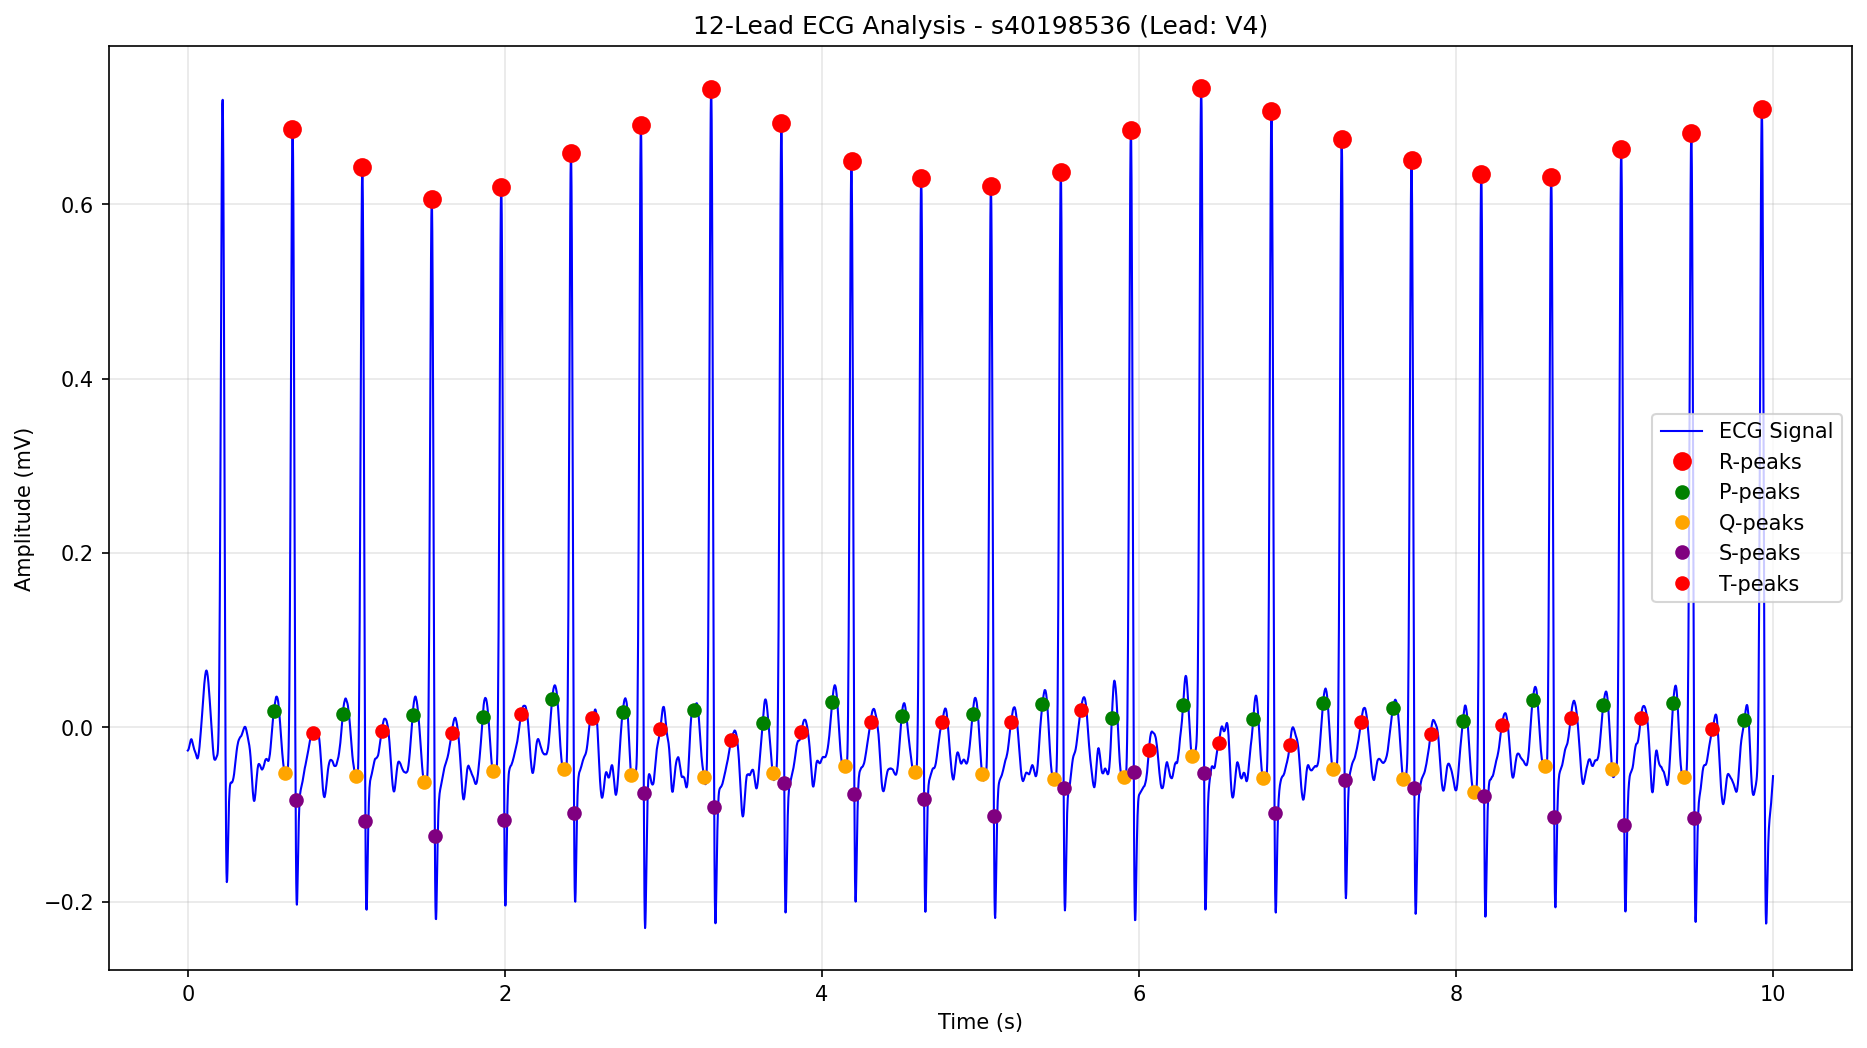 12-Lead ECG Analysis - s40198536 (Lead: V4)
Amplitude (mV)
0.6
0.4
0.2
0.0
−0.2
ECG Signal
R-peaks
P-peaks
Q-peaks
S-peaks
T-peaks
0 2 4 6 8 10
Time (s)